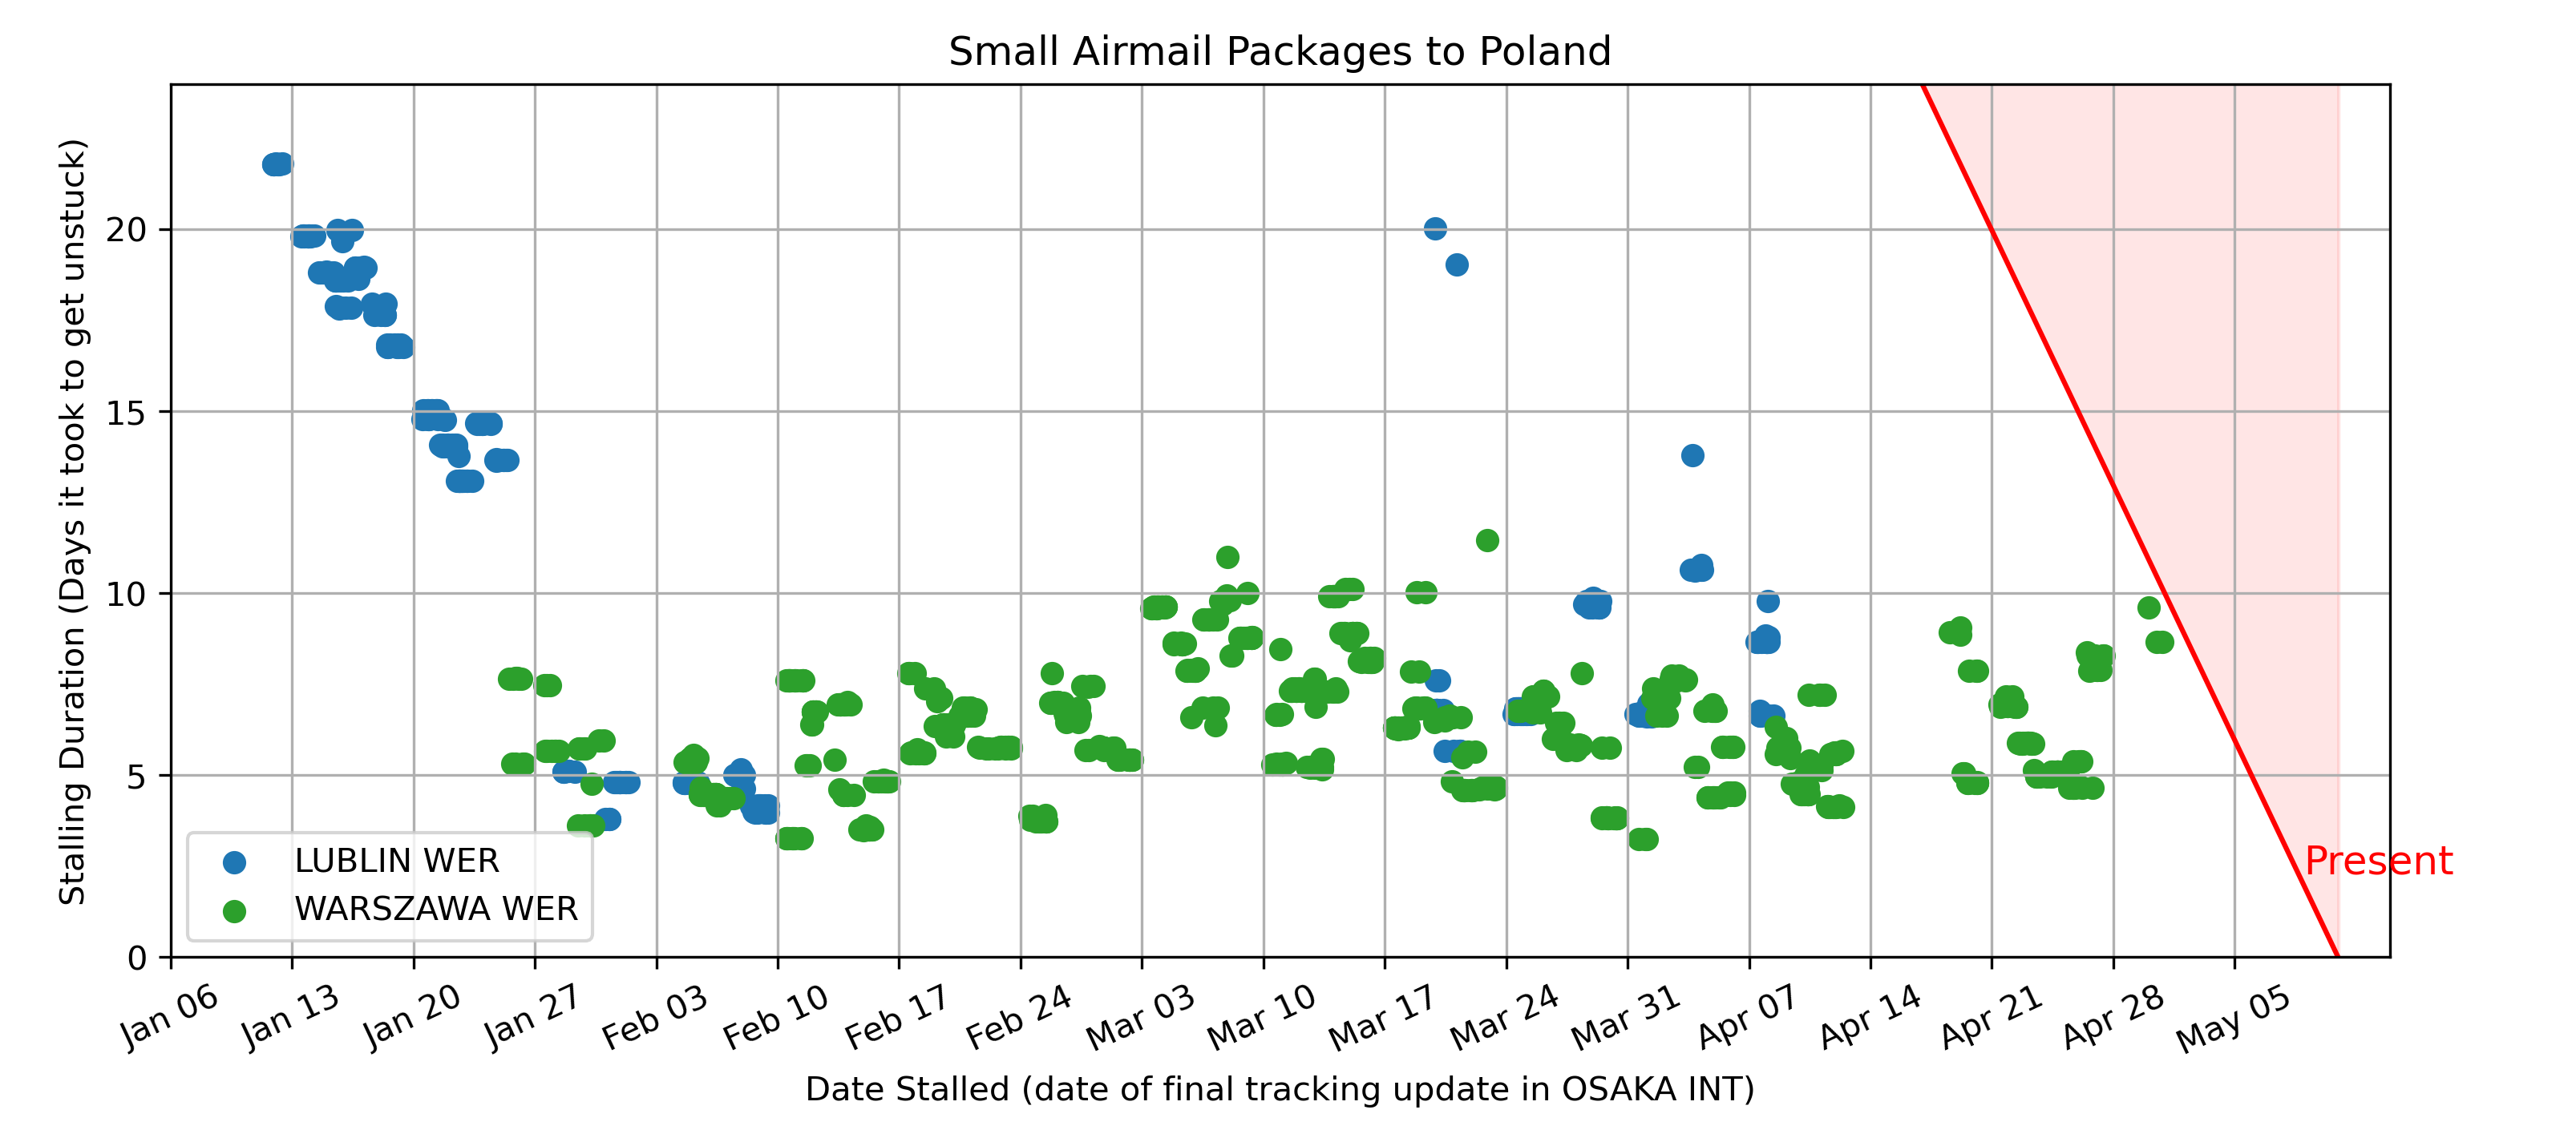 Small Airmail Packages to Poland
Stalling Duration (Days it took to get unstuck)
20
15
10
5
0
LUBLIN WER
WARSZAWA WER
Present
Jan 06
Jan 13
Jan 20
Jan 27
Feb 03
Feb 10
Feb 17
Feb 24
Mar 03
Mar 10
Mar 17
Mar 24
Mar 31
Apr 07
Apr 14
Apr 21
Apr 28
May 05
Date Stalled (date of final tracking update in OSAKA INT)